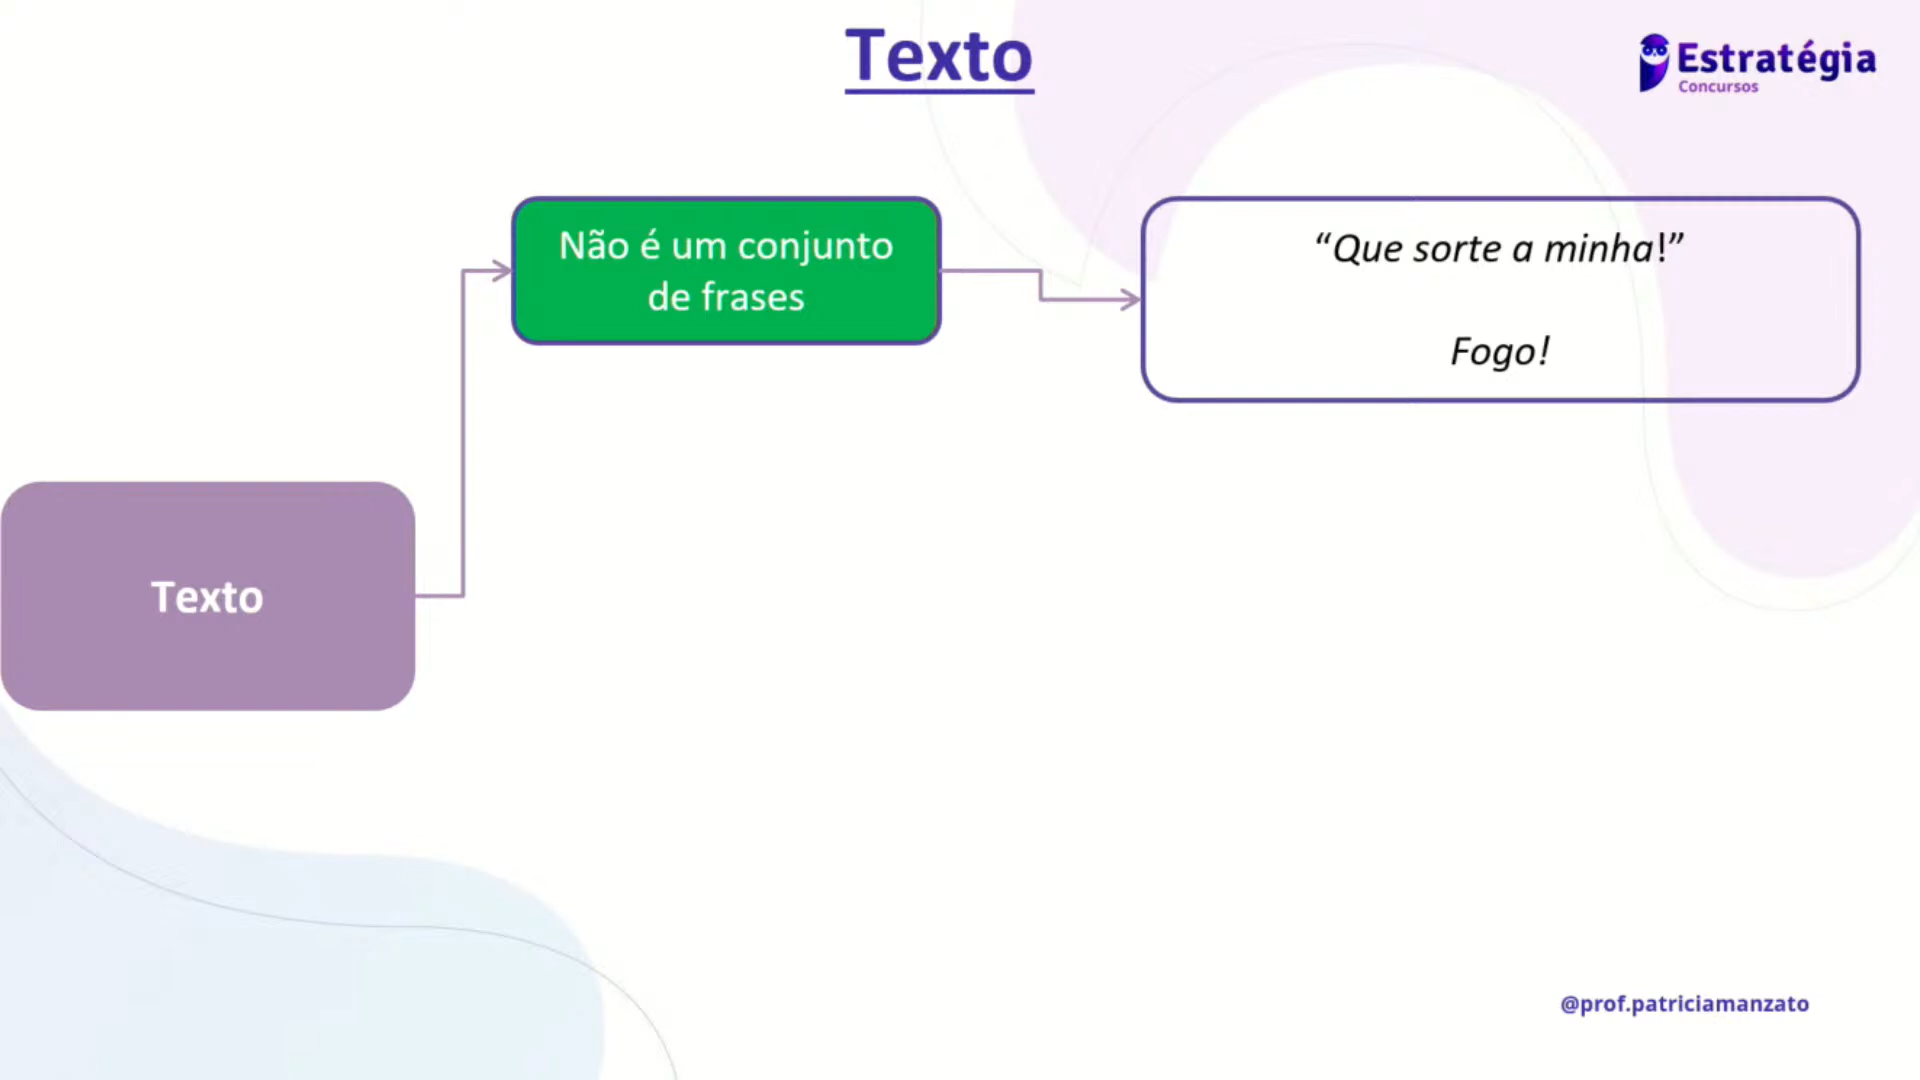 Texto
Estratégia
Concursos
Não é um conjunto
de frases
“Que sorte a minha!”
Fogo!
Texto
@prof.patriciamanzato